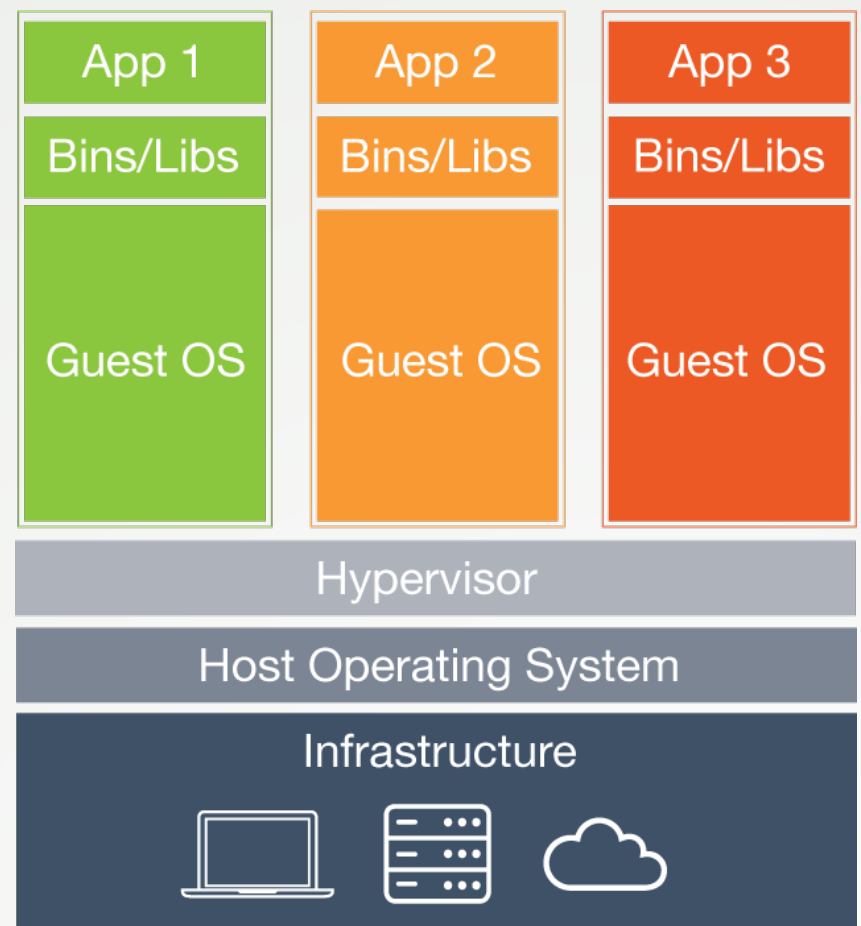 App 1
App 2
App 3
Bins/Libs
Bins/Libs
Bins/Libs
Guest OS
Guest OS
Guest OS
Hypervisor
Host Operating System
Infrastructure